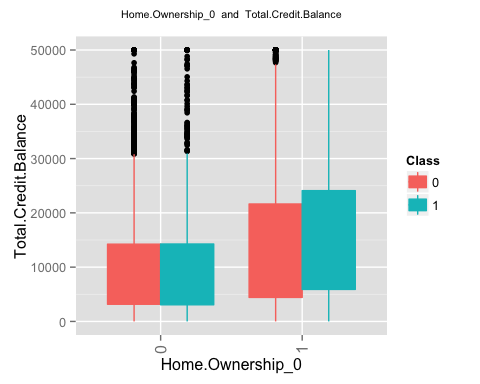 Home.Ownership_0 and Total.Credit.Balance
50000
40000
30000
20000
10000
0
Total.Credit.Balance
0
1
Home.Ownership_0
Class
0
1